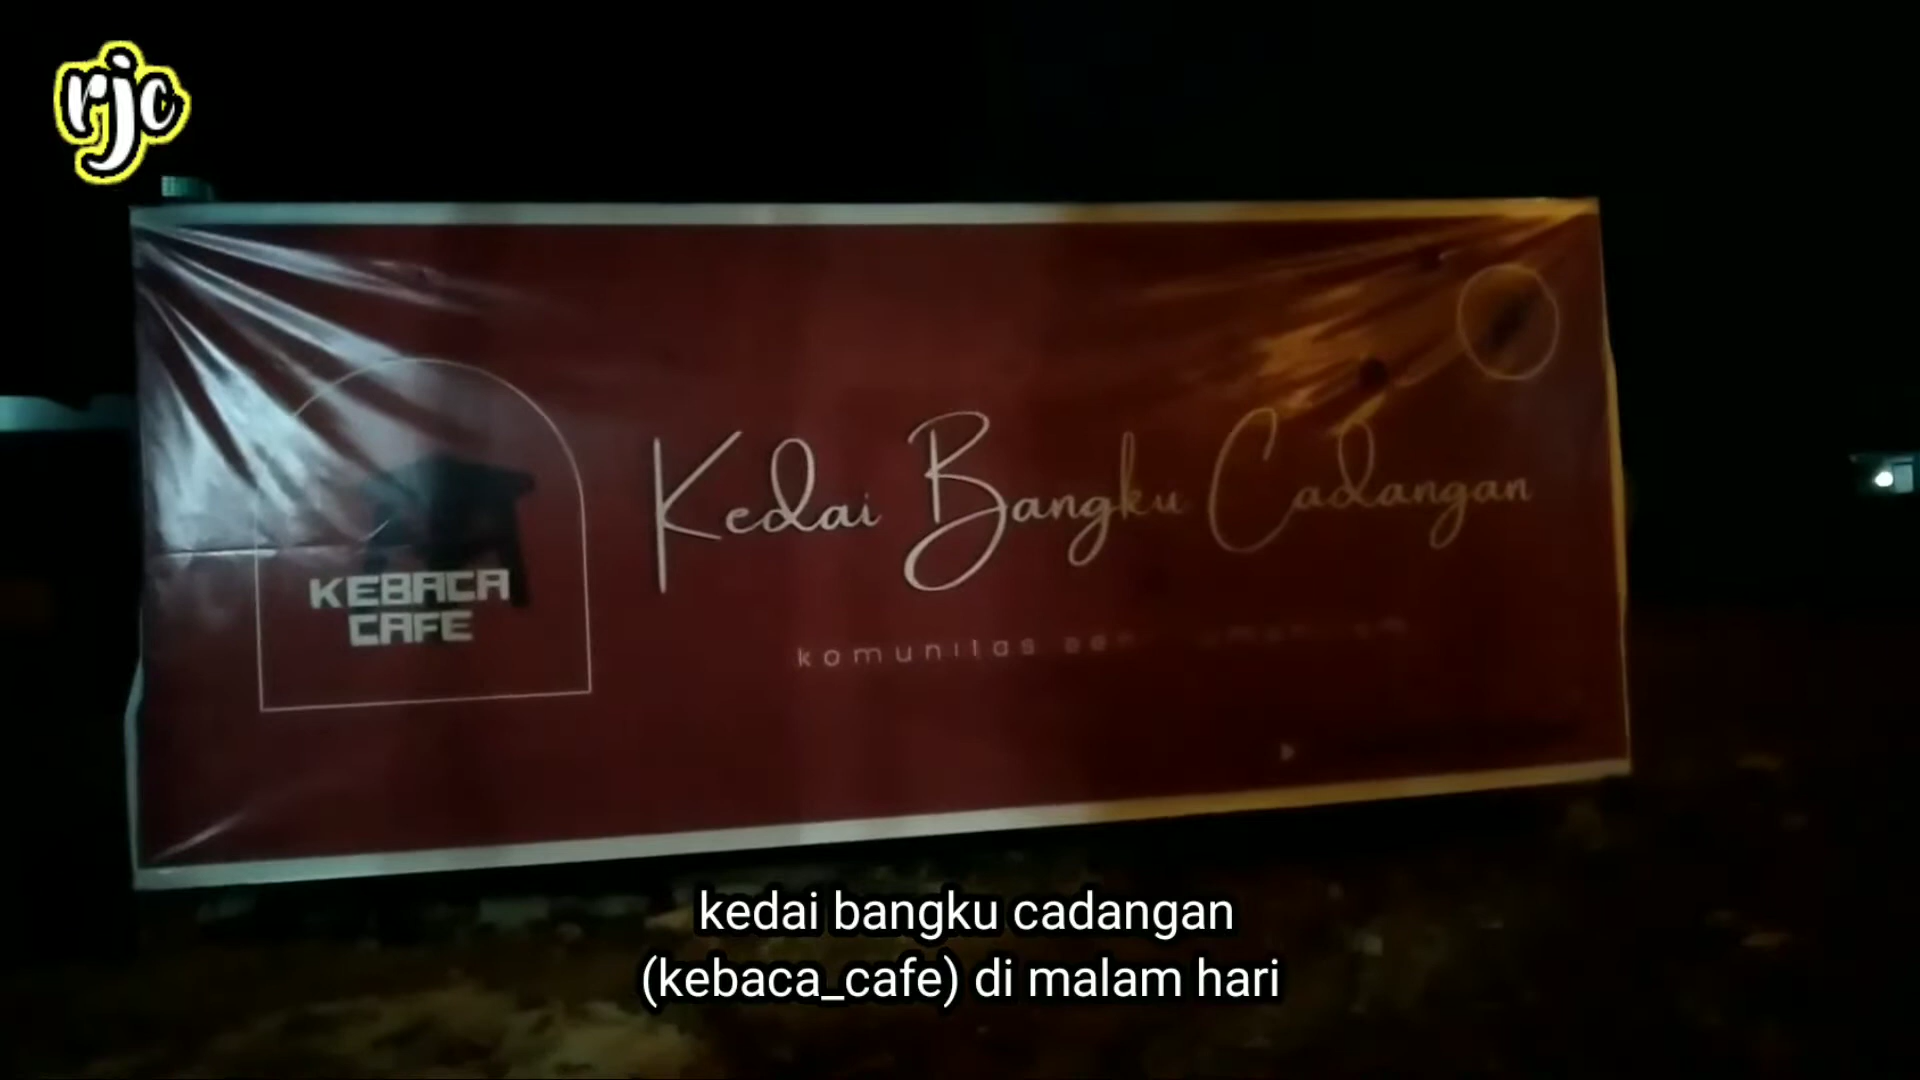 rjc
Kedai Bangku Cadangan
KEBACA
CAFE
komunitas
kedai bangku cadangan
(kebaca_cafe) di malam hari